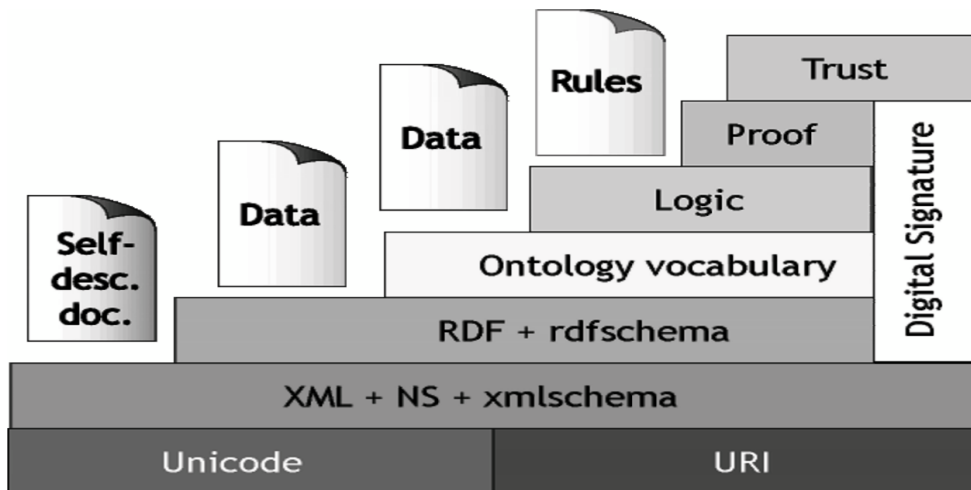 Rules
Trust
Data
Proof
Data
Logic
Self-
desc.
doc.
Ontology vocabulary
Digital Signature
RDF + rdfschema
XML + NS + xmlschema
Unicode
URI